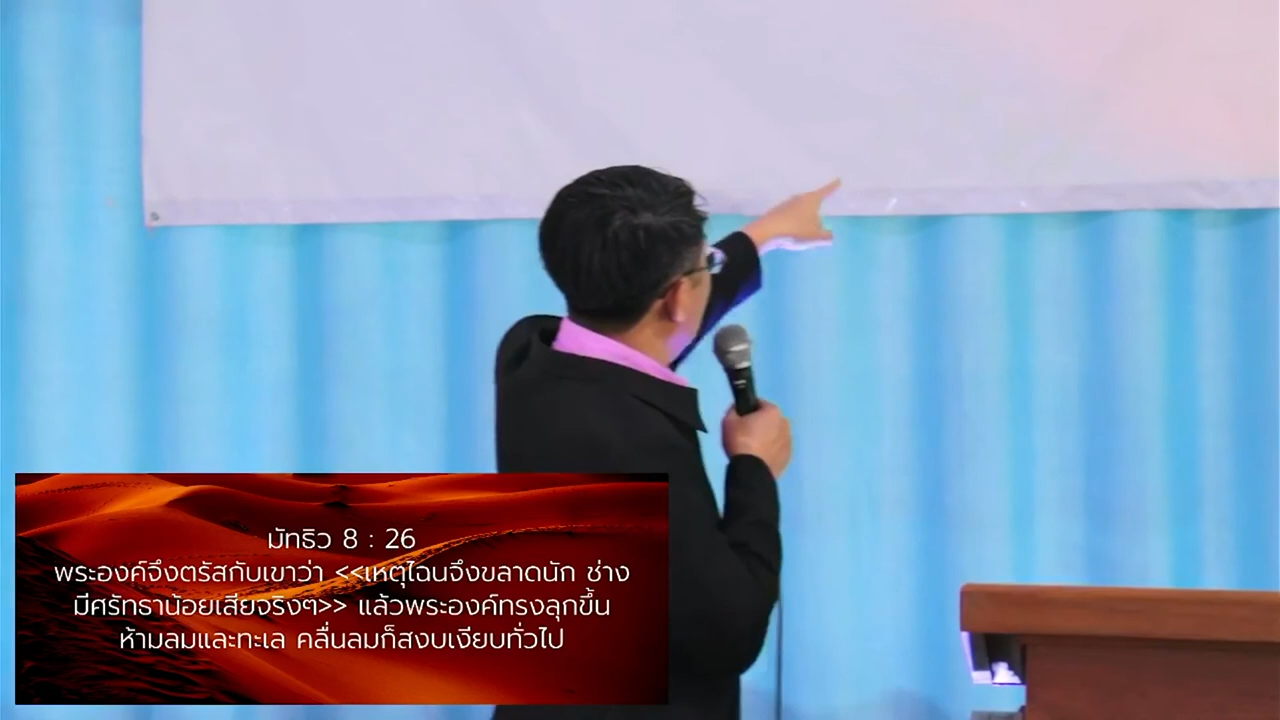 มัทธิว 8 : 26
พระองค์จึงตรัสกับเขาว่า <<เหตุไฉนจึงขลาดนัก ช่าง
มีศรัทธาน้อยเสียจริงๆ>> แล้วพระองค์ทรงลุกขึ้น
ห้ามลมและทะเล คลื่นลมก็สงบเงียบทั่วไป